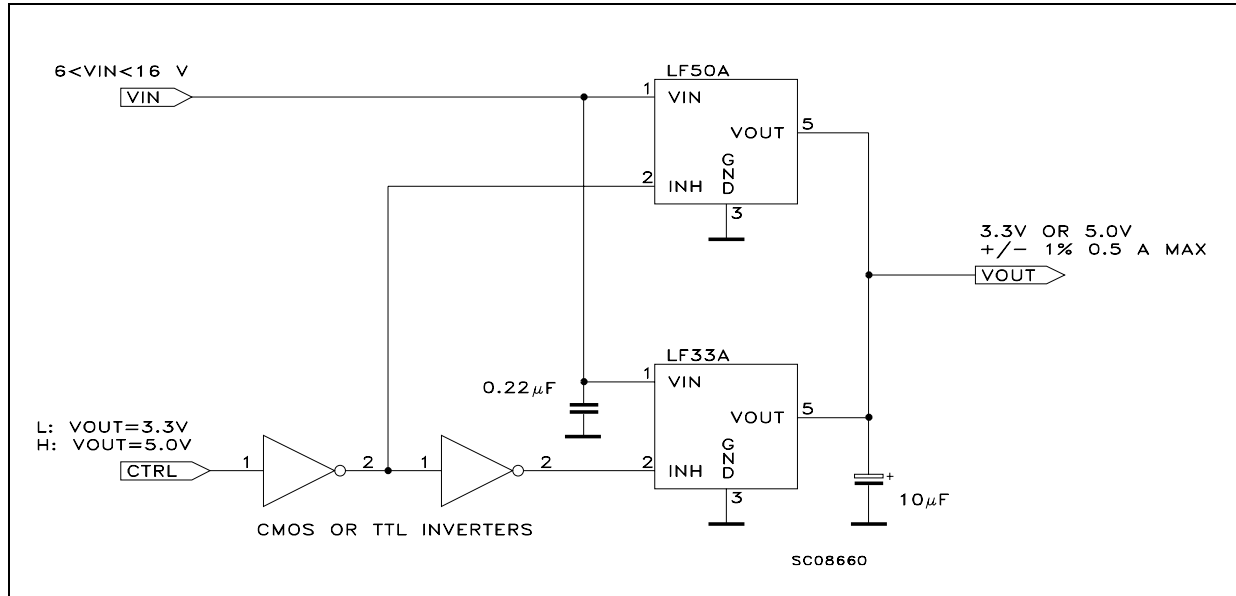 6<VIN<16 V
VIN
LF50A
1
VIN
VOUT
5
2
INH
GND
3
3.3V OR 5.0V
+/- 1% 0.5 A MAX
VOUT
LF33A
1
VIN
0.22µF
VOUT
5
L: VOUT=3.3V
H: VOUT=5.0V
CTRL
1
2
1
2
2
INH
GND
3
+
10µF
CMOS OR TTL INVERTERS
SC08660